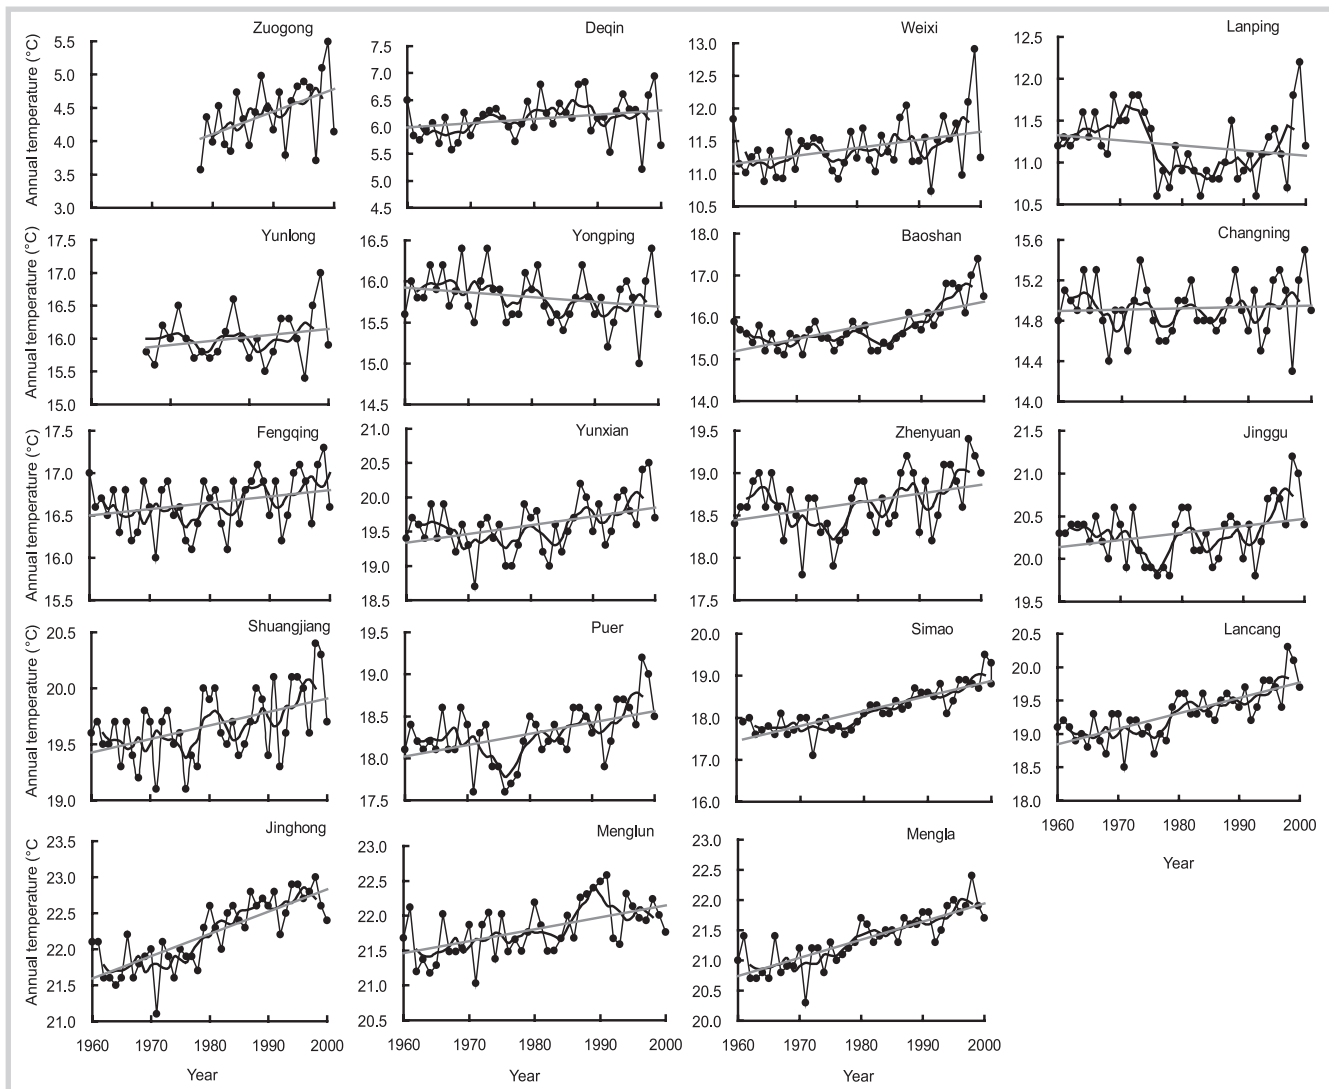 Zuogong Deqin Weixi Lanping
Annual temperature (°C)
5.5 5.0 4.5 4.0 3.5 3.0
7.5 7.0 6.5 6.0 5.5 5.0 4.5
13.0 12.5 12.0 11.5 11.0 10.5
12.5 12.0 11.5 11.0 10.5
Yunlong Yongping Baoshan Changning
Annual temperature (°C)
17.5 17.0 16.5 16.0 15.5 15.0
16.5 16.0 15.5 15.0 14.5
18.0 17.0 16.0 15.0 14.0
15.6 15.2 14.8 14.4 14.0
Fengqing Yunxian Zhenyuan Jinggu
Annual temperature (°C)
17.5 17.0 16.5 16.0 15.5
21.0 20.5 20.0 19.5 19.0 18.5
19.5 19.0 18.5 18.0 17.5
21.5 21.0 20.5 20.0 19.5
Shuangjiang Puer Simao Lancang
Annual temperature (°C)
20.5 20.0 19.5 19.0
19.5 19.0 18.5 18.0 17.5
20.0 19.0 18.0 17.0 16.0
20.5 20.0 19.5 19.0 18.5 18.0
1960 1970 1980 1990 2000
Year
Jinghong Menglun Mengla
Annual temperature (°C
23.5 23.0 22.5 22.0 21.5 21.0
23.0 22.5 22.0 21.5 21.0 20.5
23.0 22.5 22.0 21.5 21.0 20.5 20.0
1960 1970 1980 1990 2000
1960 1970 1980 1990 2000
1960 1970 1980 1990 2000
Year Year Year